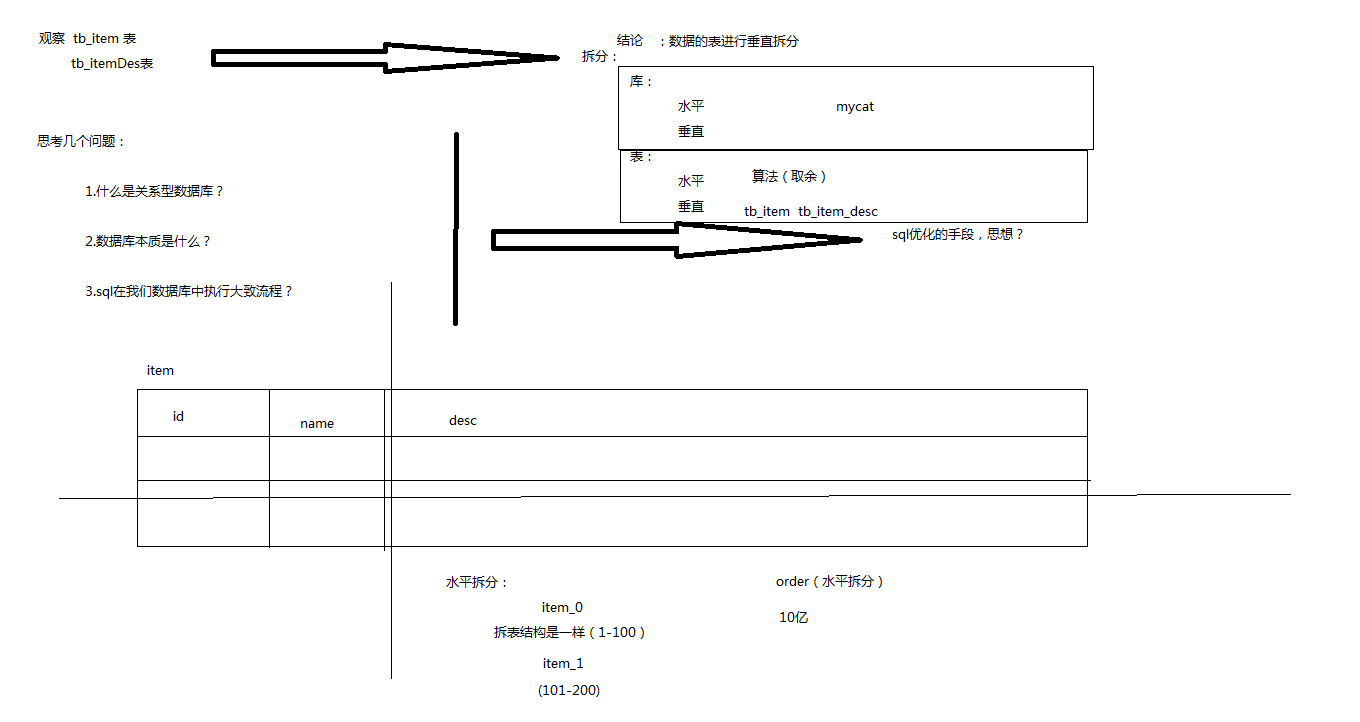 观察 tb_item 表
tb_itemDes表
结论 ：数据的表进行垂直拆分
拆分：
库：
水平 mycat
垂直
表：
水平 算法（取余）
垂直 tb_item tb_item_desc
思考几个问题：
1.什么是关系型数据库？
2.数据库本质是什么？
3.sql在我们数据库中执行大致流程？
sql优化的手段，思想？
item
id name desc
水平拆分：
item_0
拆表结构是一样（1-100）
item_1
(101-200)
order（水平拆分）
10亿